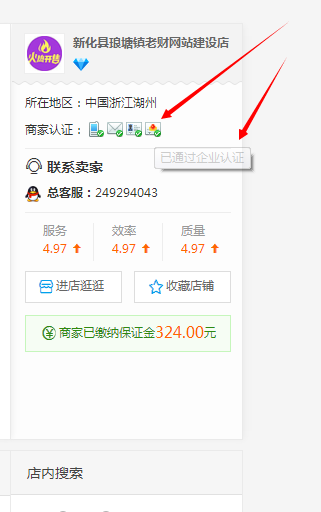 火热开售
新化县琅塘镇老财网站建设店
所在地区：中国浙江湖州
商家认证：
已通过企业认证
联系卖家
总客服：249294043
服务 效率 质量
4.97 4.97 4.97
进店逛逛 收藏店铺
商家已缴纳保证金324.00元
店内搜索